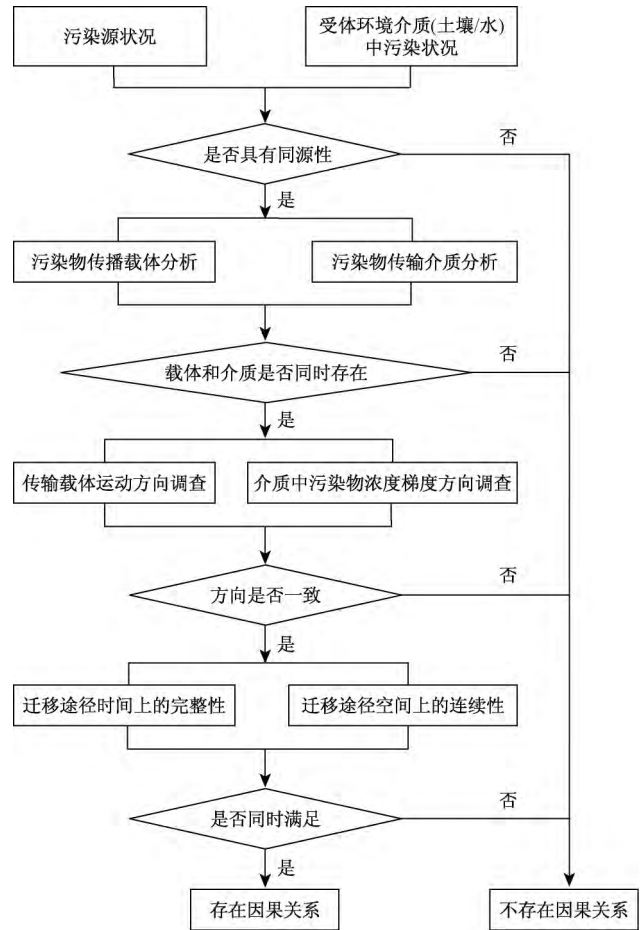 污染源状况
受体环境介质(土壤/水)
中污染状况
是否具有同源性
否
是
污染物传播载体分析
污染物传输介质分析
载体和介质是否同时存在
否
是
传输载体运动方向调查
介质中污染物浓度梯度方向调查
方向是否一致
否
是
迁移途径时间上的完整性
迁移途径空间上的连续性
是否同时满足
否
是
存在因果关系
不存在因果关系